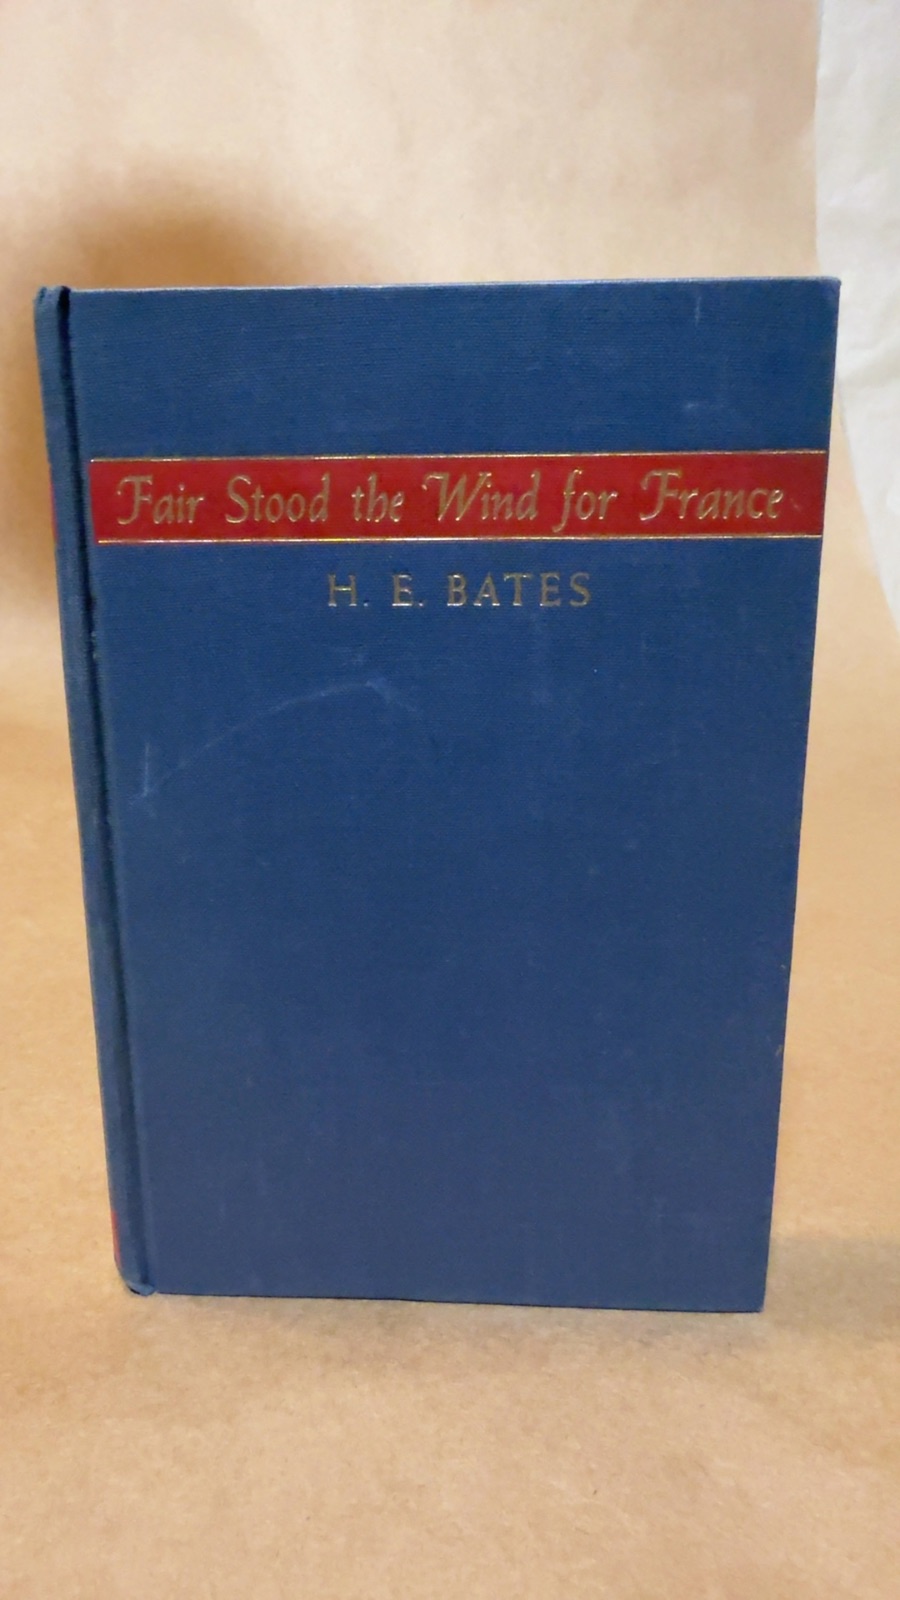 Fair Stood the Wind for France
H. E. BATES